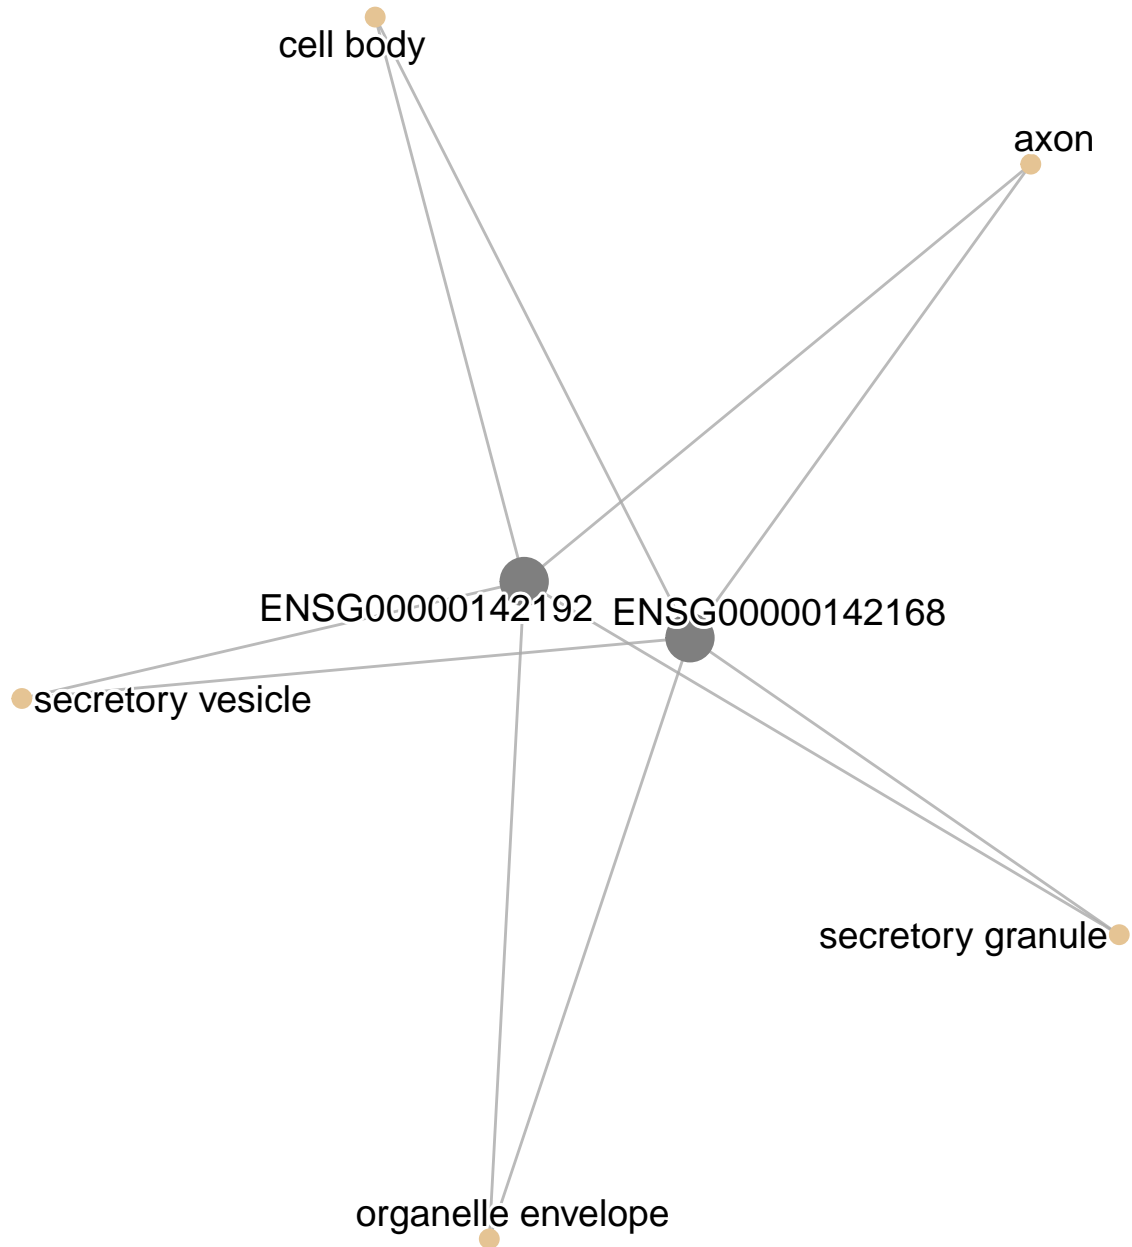 cell body
axon
ENSG00000142192
ENSG00000142168
secretory vesicle
secretory granule
organelle envelope